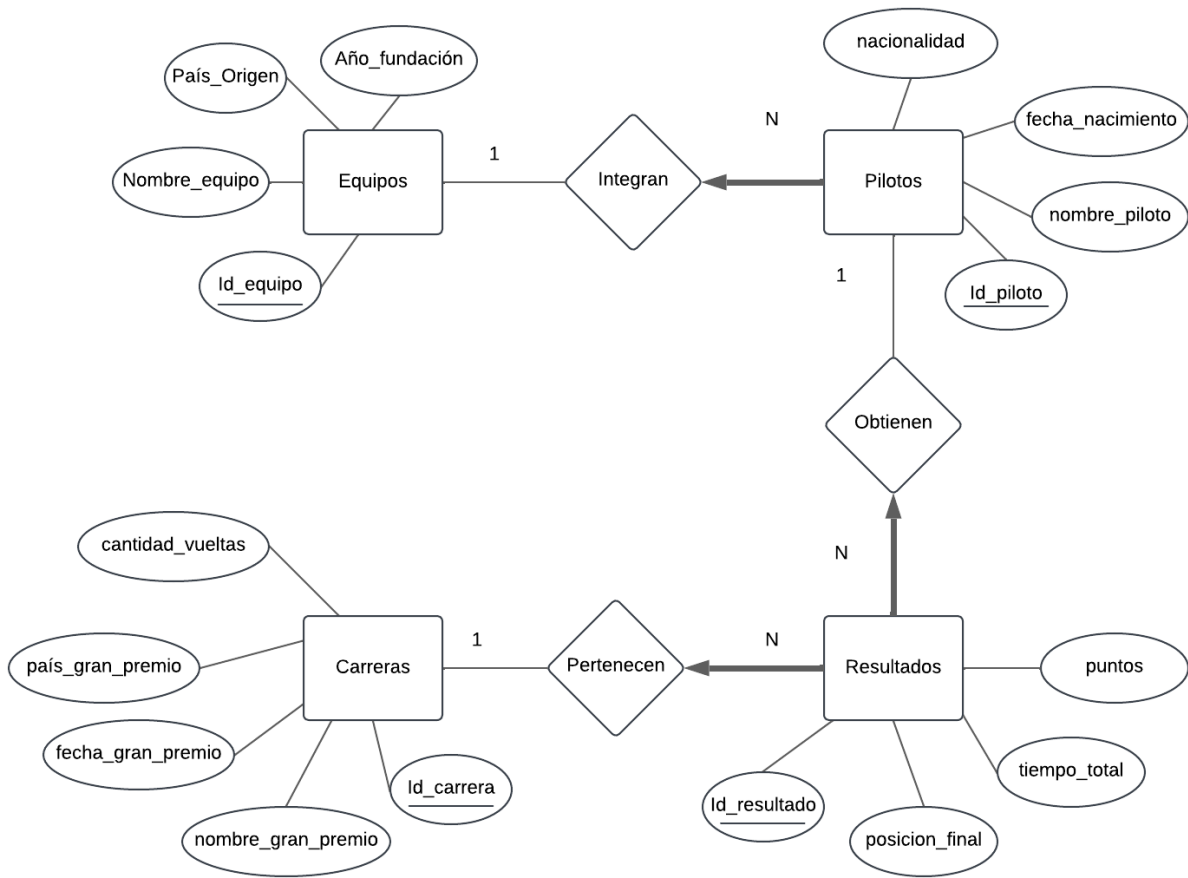 nacionalidad
Año_fundación
País_Origen
fecha_nacimiento
N
1
Nombre_equipo
Equipos
Integran
Pilotos
nombre_piloto
Id_equipo
1
Id_piloto
Obtienen
cantidad_vueltas
N
país_gran_premio
1
N
Carreras
Pertenecen
Resultados
puntos
fecha_gran_premio
Id_carrera
tiempo_total
Id_resultado
nombre_gran_premio
posicion_final